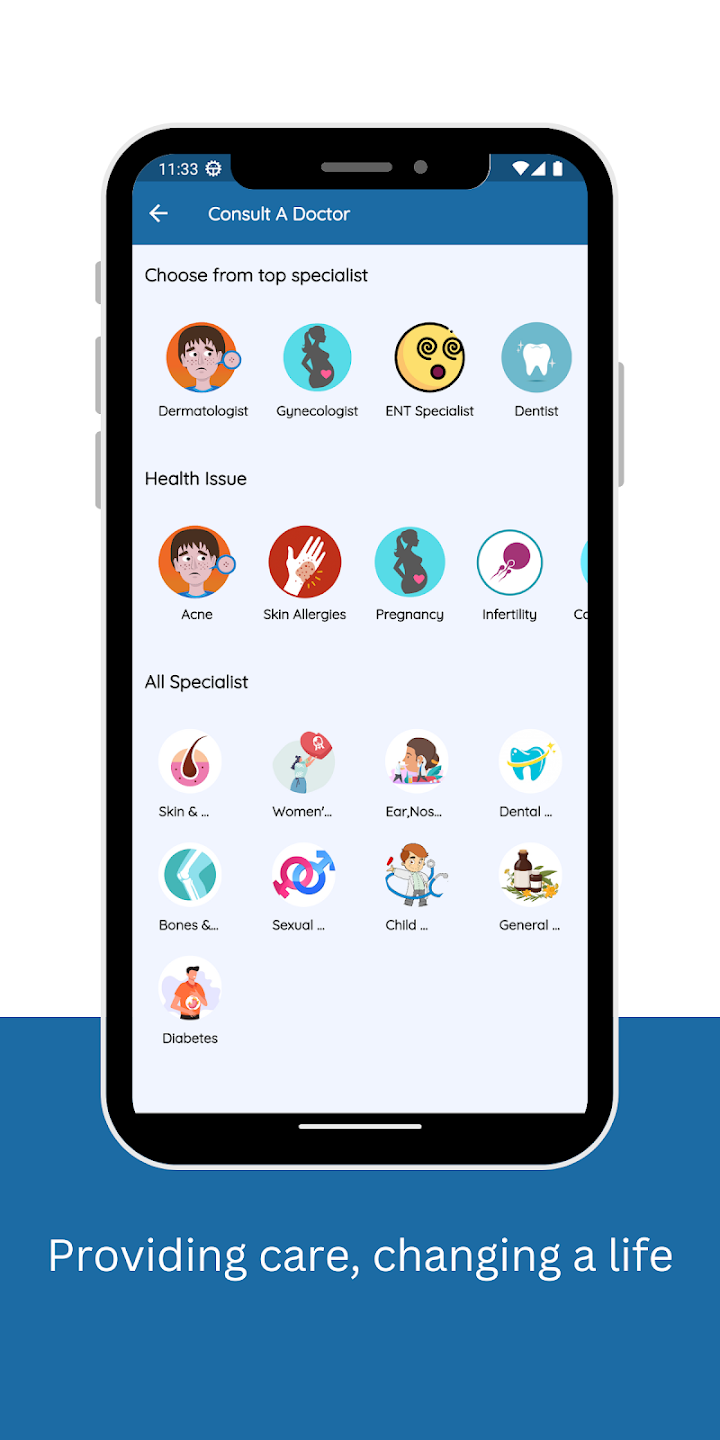 11:33
Consult A Doctor
Choose from top specialist
Dermatologist Gynecologist ENT Specialist Dentist
Health Issue
Acne Skin Allergies Pregnancy Infertility Co
All Specialist
Skin & ... Women'... Ear,Nos... Dental ...
Bones &... Sexual ... Child ... General ...
Diabetes
Providing care, changing a life